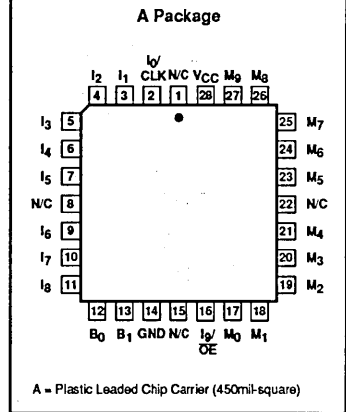 A Package
I0/
I2 I1 CLK N/C VCC M9 M8
4 3 2 1 28 27 26
I3 5 25 M7
I4 6 24 M6
I5 7 23 M5
N/C 8 22 N/C
I6 9 21 M4
I7 10 20 M3
I8 11 19 M2
12 13 14 15 16 17 18
B0 B1 GND N/C I9/ M0 M1
OE
A = Plastic Leaded Chip Carrier (450mil-square)